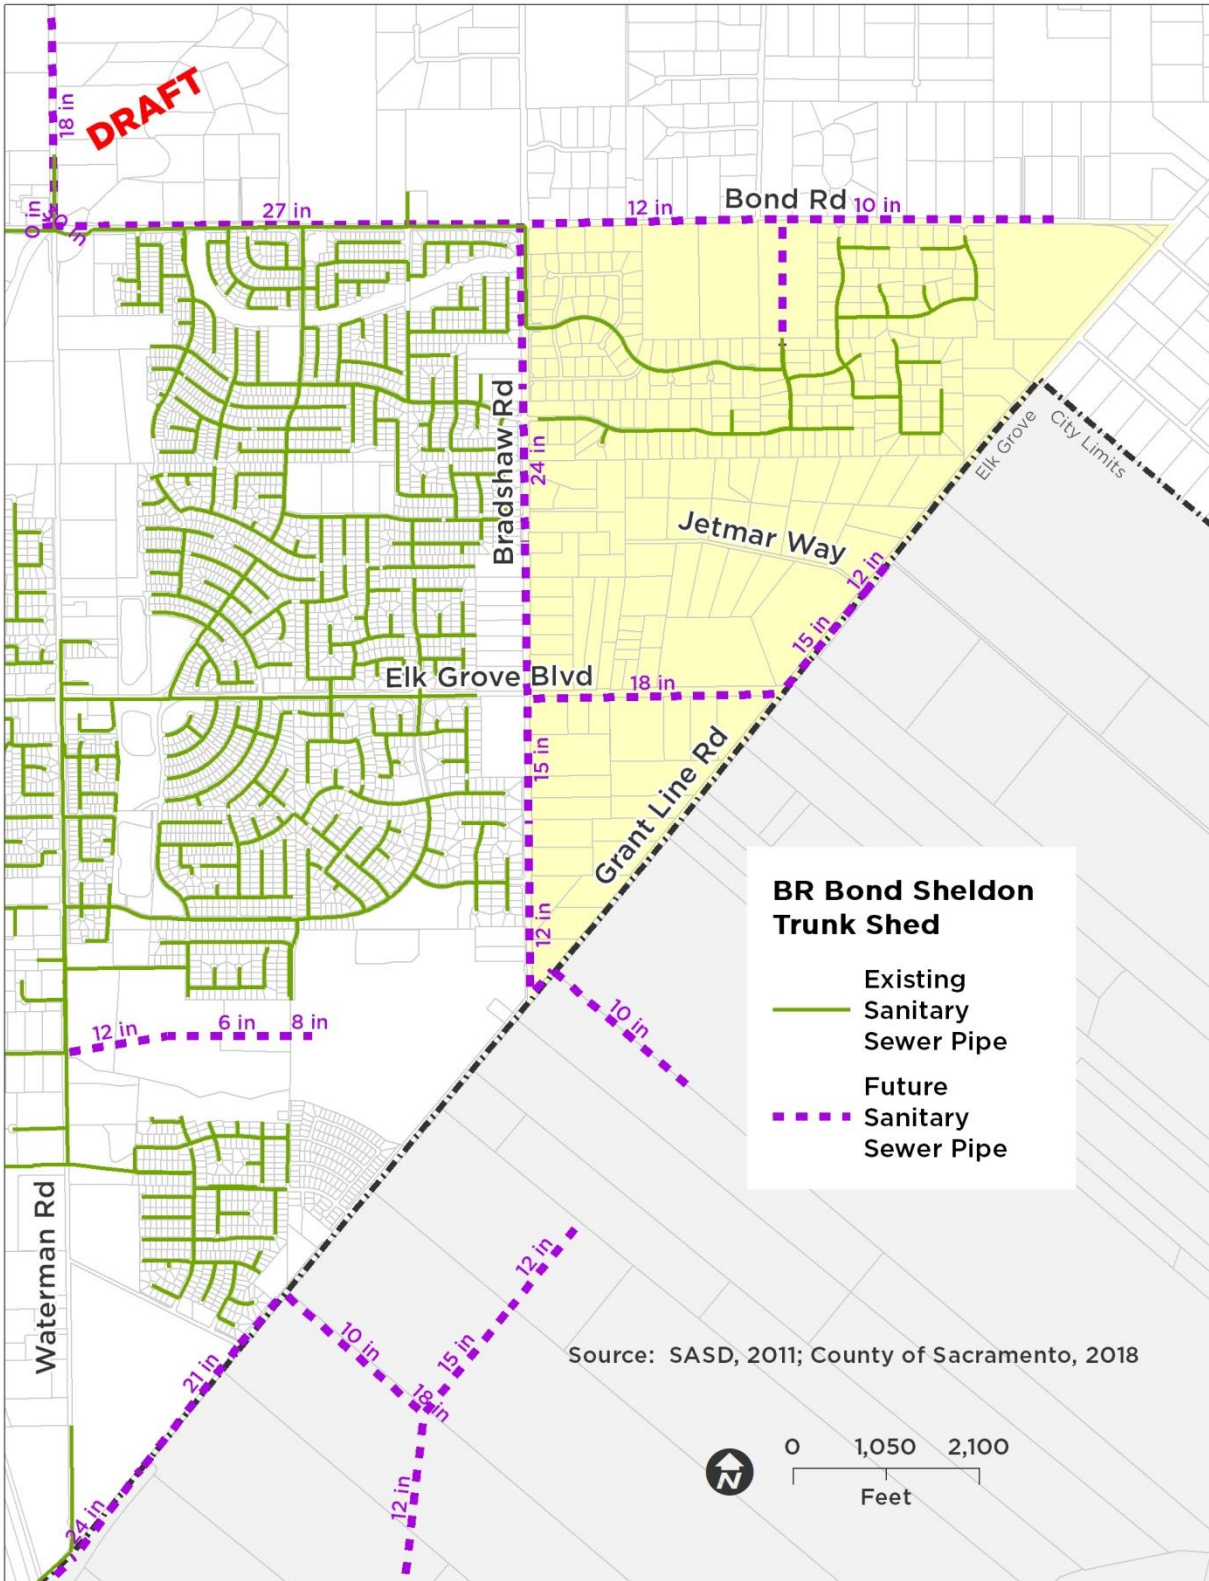 18 in
DRAFT
0 in
27 in
12 in
Bond Rd
10 in
Bradshaw Rd
24 in
Elk Grove
City Limits
Jetmar Way
12 in
15 in
Elk Grove Blvd
18 in
15 in
Grant Line Rd
12 in
10 in
12 in
6 in
8 in
BR Bond Sheldon
Trunk Shed
Existing
Sanitary
Sewer Pipe
Future
Sanitary
Sewer Pipe
Waterman Rd
12 in
15 in
10 in
18 in
21 in
12 in
24 in
Source: SASD, 2011; County of Sacramento, 2018
N
0 1,050 2,100
Feet